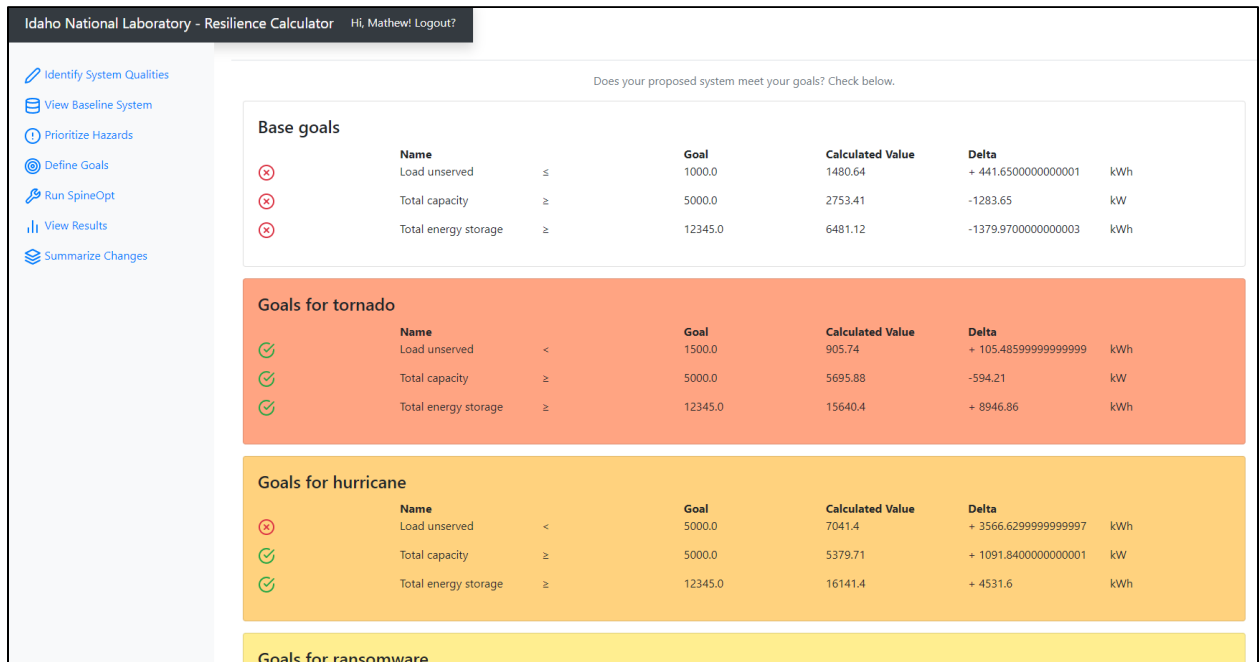 Idaho National Laboratory - Resilience Calculator Hi, Mathew! Logout?
Identify System Qualities
View Baseline System
Prioritize Hazards
Define Goals
Run SpineOpt
View Results
Summarize Changes
Does your proposed system meet your goals? Check below.
Base goals
Name Goal Calculated Value Delta
Load unserved ≤ 1000.0 1480.64 + 441.6500000000001 kWh
Total capacity ≥ 5000.0 2753.41 -1283.65 kW
Total energy storage ≥ 12345.0 6481.12 -1379.9700000000003 kWh
Goals for tornado
Name Goal Calculated Value Delta
Load unserved < 1500.0 905.74 + 105.48599999999999 kWh
Total capacity ≥ 5000.0 5695.88 -594.21 kW
Total energy storage ≥ 12345.0 15640.4 + 8946.86 kWh
Goals for hurricane
Name Goal Calculated Value Delta
Load unserved < 5000.0 7041.4 + 3566.6299999999997 kWh
Total capacity ≥ 5000.0 5379.71 + 1091.8400000000001 kW
Total energy storage ≥ 12345.0 16141.4 + 4531.6 kWh
Goals for ransomware